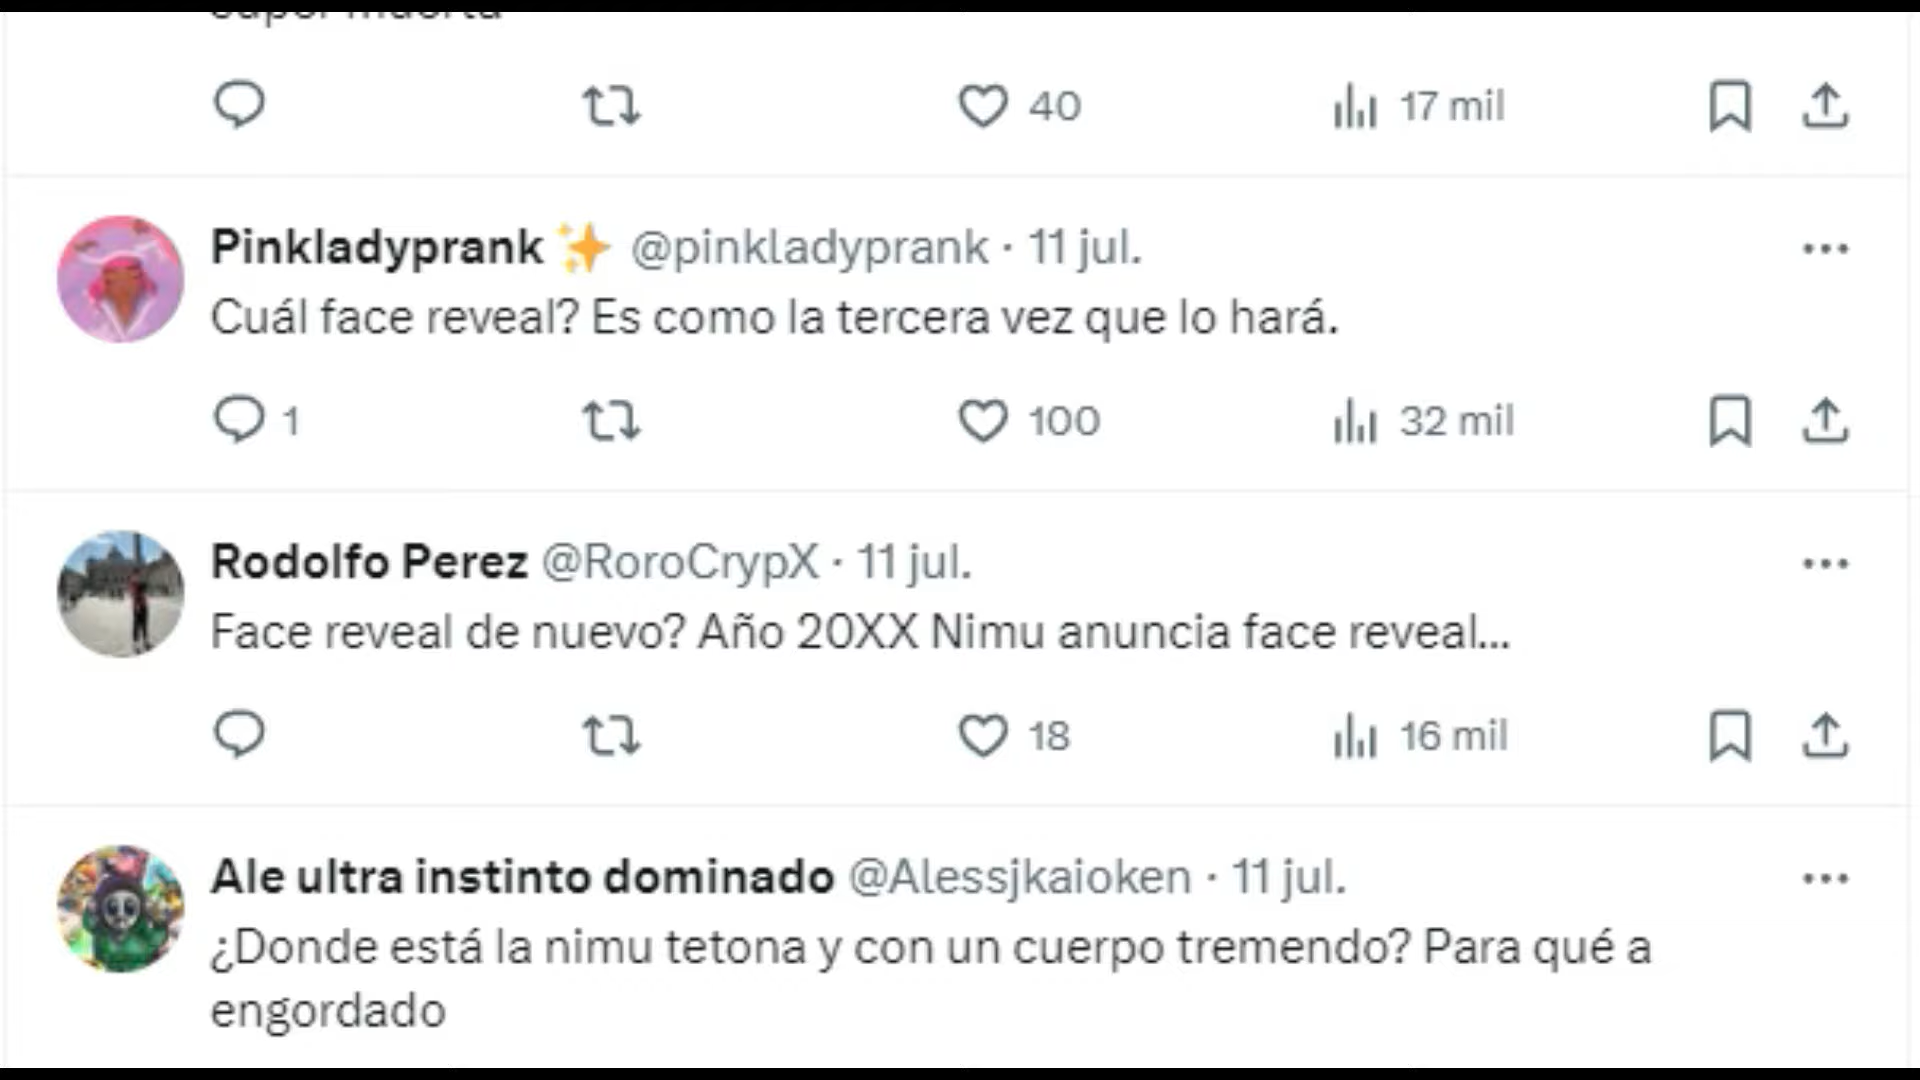 40
17 mil
Pinkladyprank ✨ @pinkladyprank · 11 jul.
Cuál face reveal? Es como la tercera vez que lo hará.
1
100
32 mil
Rodolfo Perez @RoroCrypX · 11 jul.
Face reveal de nuevo? Año 20XX Nimu anuncia face reveal...
18
16 mil
Ale ultra instinto dominado @Alessjkaioken · 11 jul.
¿Donde está la nimu tetona y con un cuerpo tremendo? Para qué a
engordado